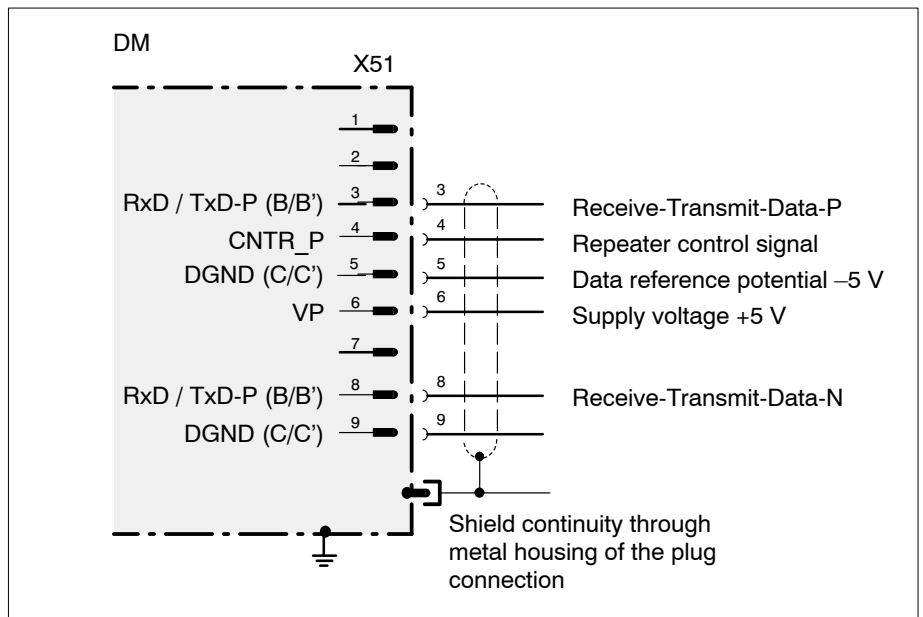 DM
X51
1
2
RxD / TxD-P (B/B’) 3 3 Receive-Transmit-Data-P
CNTR_P 4 4 Repeater control signal
DGND (C/C’) 5 5 Data reference potential –5 V
VP 6 6 Supply voltage +5 V
7
RxD / TxD-P (B/B’) 8 8 Receive-Transmit-Data-N
DGND (C/C’) 9 9
Shield continuity through
metal housing of the plug
connection